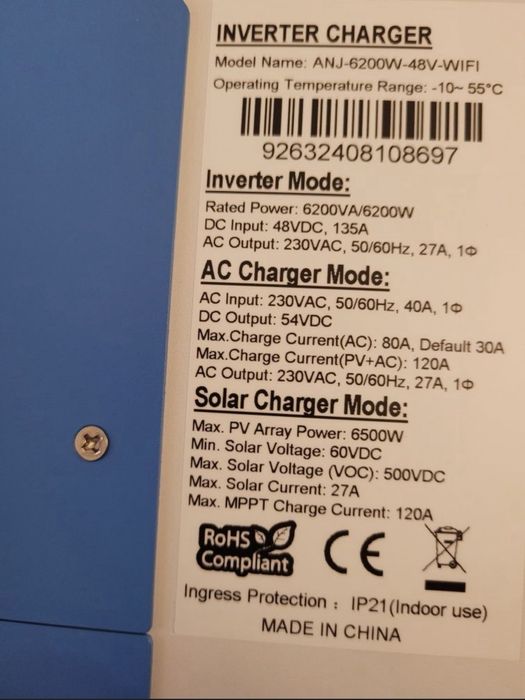 INVERTER CHARGER
Model Name: ANJ-6200W-48V-WIFI
Operating Temperature Range: -10~ 55°C
92632408108697
Inverter Mode:
Rated Power: 6200VA/6200W
DC Input: 48VDC, 135A
AC Output: 230VAC, 50/60Hz, 27A, 1Φ
AC Charger Mode:
AC Input: 230VAC, 50/60Hz, 40A, 1Φ
DC Output: 54VDC
Max.Charge Current(AC): 80A, Default 30A
Max.Charge Current(PV+AC): 120A
AC Output: 230VAC, 50/60Hz, 27A, 1Φ
Solar Charger Mode:
Max. PV Array Power: 6500W
Min. Solar Voltage: 60VDC
Max. Solar Voltage (VOC): 500VDC
Max. Solar Current: 27A
Max. MPPT Charge Current: 120A
RoHS
Compliant
CE
Ingress Protection : IP21(Indoor use)
MADE IN CHINA